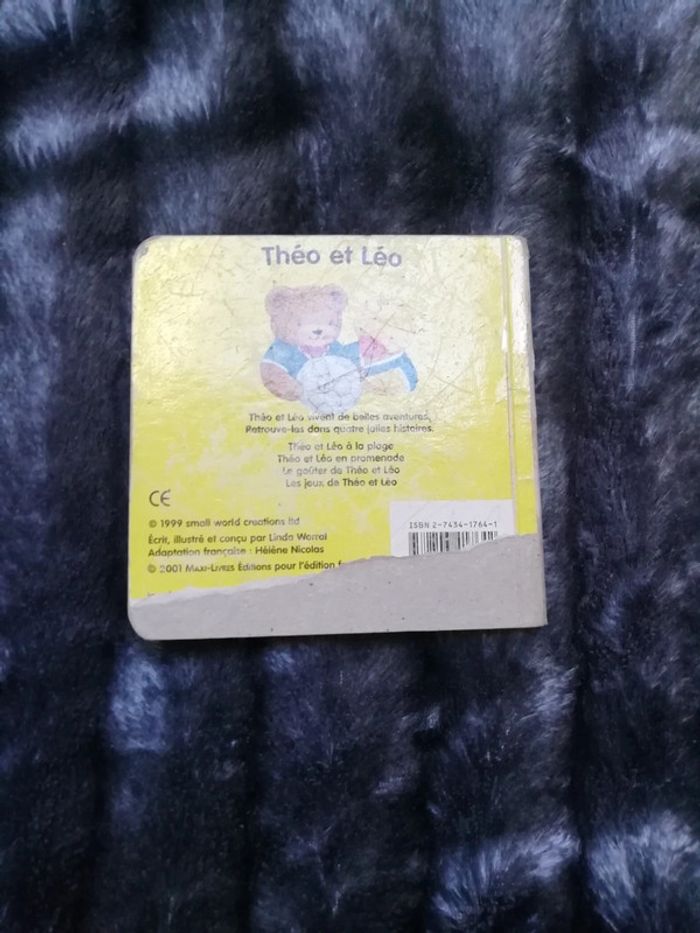 Théo et Léo
Théo et Léo vivent de belles aventures.
Retrouve-les dans quatre jolies histoires.
Théo et Léo à la plage
Théo et Léo en promenade
Le goûter de Théo et Léo
Les jeux de Théo et Léo
CE
© 1999 small world creations ltd
Écrit, illustré et conçu par Linda Worral
Adaptation française : Hélène Nicolas
© 2001 MAXI-LIVRES Éditions pour l'édition f
ISBN 2-7434-1764-1